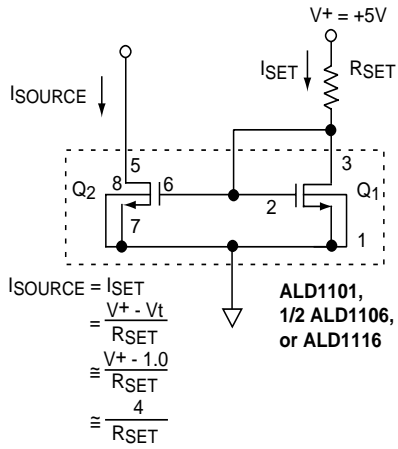 V+ = +5V
ISET
RSET
ISOURCE
5
3
Q2
8
6
2
Q1
7
1
ISOURCE = ISET
= V+ - Vt
RSET
≅ V+ - 1.0
RSET
≅ 4
RSET
ALD1101,
1/2 ALD1106,
or ALD1116